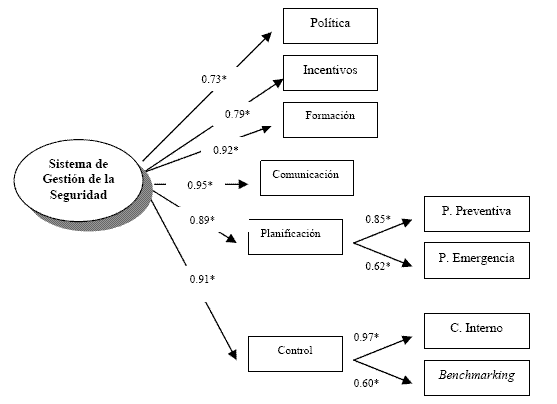 Política
0.73*
Incentivos
0.79*
Formación
0.92*
Sistema de
Gestión de la
Seguridad
Comunicación
0.95*
0.89*
Planificación
0.85*
P. Preventiva
0.62*
P. Emergencia
0.91*
Control
0.97*
C. Interno
0.60*
Benchmarking